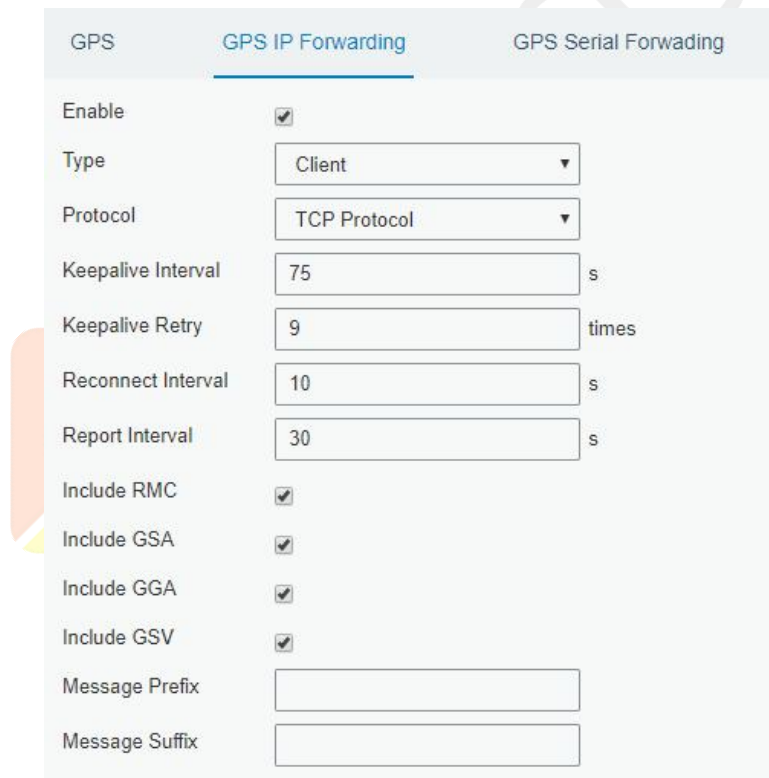 GPS GPS IP Forwarding GPS Serial Forwading
Enable
Type Client
Protocol TCP Protocol
Keepalive Interval 75 s
Keepalive Retry 9 times
Reconnect Interval 10 s
Report Interval 30 s
Include RMC
Include GSA
Include GGA
Include GSV
Message Prefix
Message Suffix